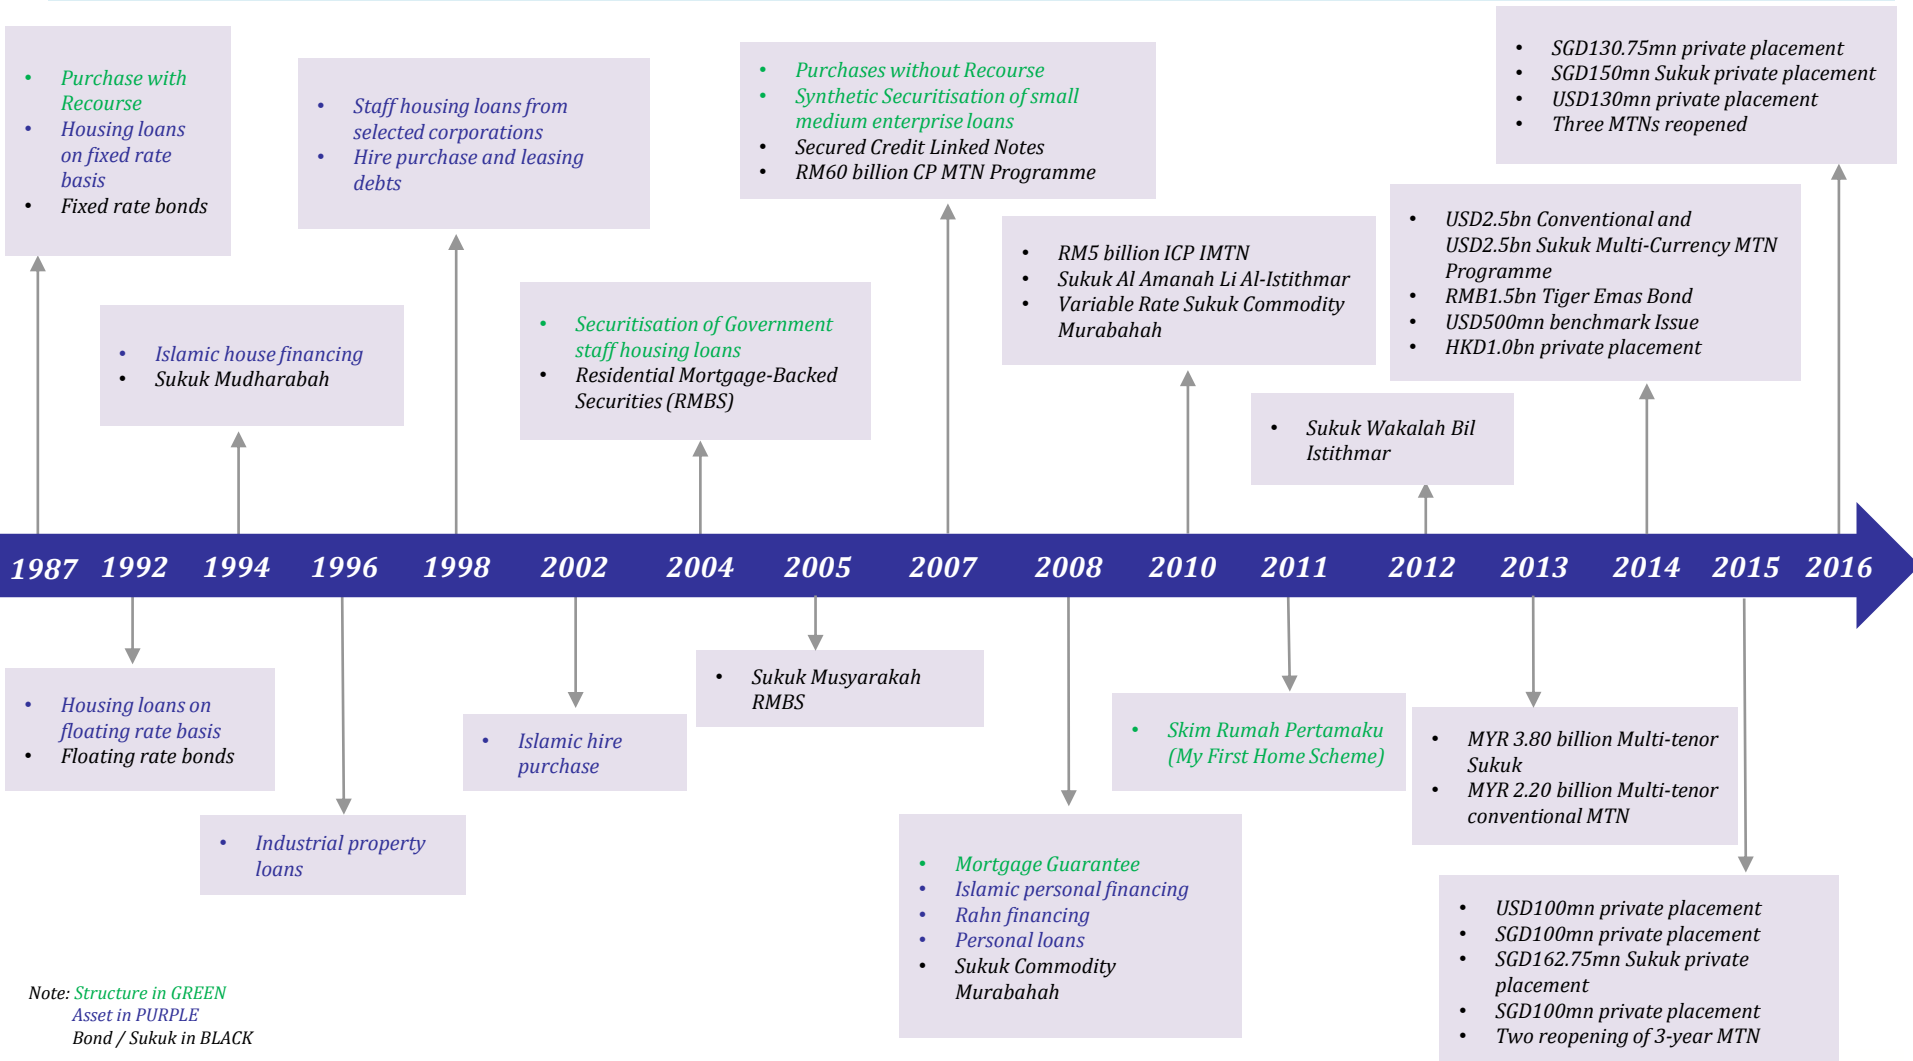 • Purchase with
Recourse
• Housing loans
on fixed rate
basis
• Fixed rate bonds
• Islamic house financing
• Sukuk Mudharabah
• Staff housing loans from
selected corporations
• Hire purchase and leasing
debts
• Securitisation of Government
staff housing loans
• Residential Mortgage-Backed
Securities (RMBS)
• Purchases without Recourse
• Synthetic Securitisation of small
medium enterprise loans
• Secured Credit Linked Notes
• RM60 billion CP MTN Programme
• RM5 billion ICP IMTN
• Sukuk Al Amanah Li Al-Istithmar
• Variable Rate Sukuk Commodity
Murabahah
• Sukuk Wakalah Bil
Istithmar
• USD2.5bn Conventional and
USD2.5bn Sukuk Multi-Currency MTN
Programme
• RMB1.5bn Tiger Emas Bond
• USD500mn benchmark Issue
• HKD1.0bn private placement
• SGD130.75mn private placement
• SGD150mn Sukuk private placement
• USD130mn private placement
• Three MTNs reopened
1987 1992 1994 1996 1998 2002 2004 2005 2007 2008 2010 2011 2012 2013 2014 2015 2016
• Housing loans on
floating rate basis
• Floating rate bonds
• Industrial property
loans
• Islamic hire
purchase
• Sukuk Musyarakah
RMBS
• Mortgage Guarantee
• Islamic personal financing
• Rahn financing
• Personal loans
• Sukuk Commodity
Murabahah
• Skim Rumah Pertamaku
(My First Home Scheme)
• MYR 3.80 billion Multi-tenor
Sukuk
• MYR 2.20 billion Multi-tenor
conventional MTN
• USD100mn private placement
• SGD100mn private placement
• SGD162.75mn Sukuk private
placement
• SGD100mn private placement
• Two reopening of 3-year MTN
Note: Structure in GREEN
Asset in PURPLE
Bond / Sukuk in BLACK